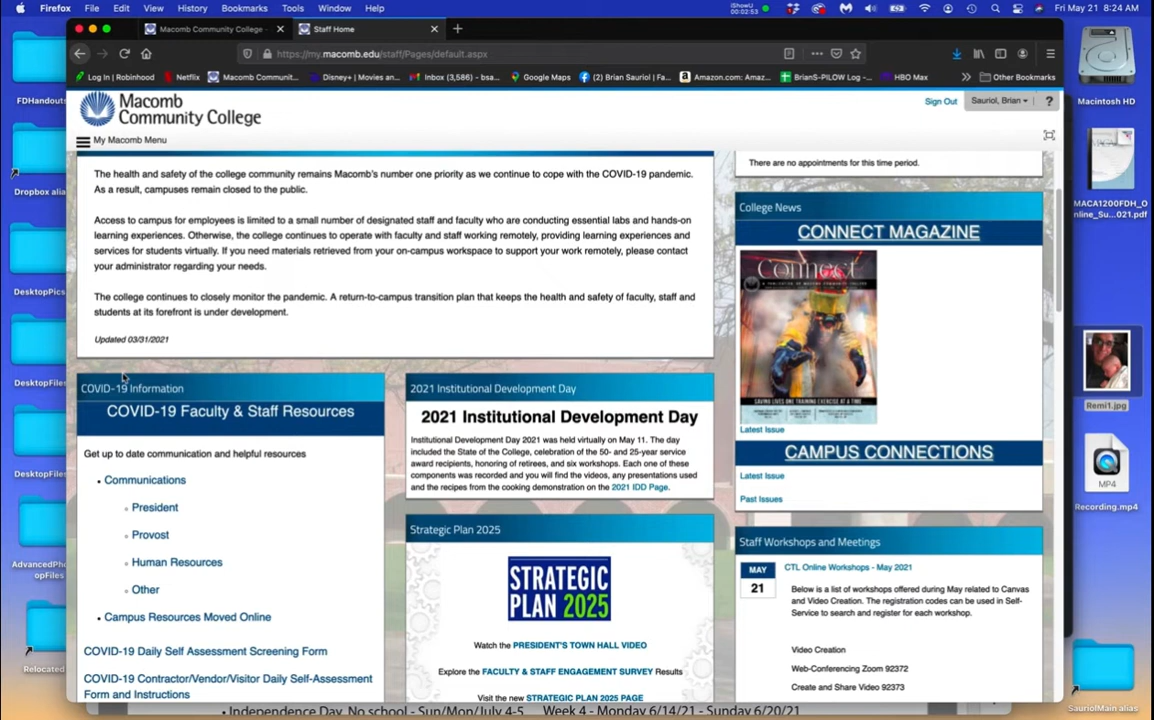 Firefox File Edit View History Bookmarks Tools Window Help
iShowU 00:02:53
Fri May 21 8:24 AM
Macomb Community College - × Staff Home ×
https://my.macomb.edu/staff/Pages/default.aspx
Log In | Robinhood Netflix Macomb Communit... Disney+ | Movies an... Inbox (3,586) - bsa... Google Maps (2) Brian Sauriol | Fa... Amazon.com: Amaz... BrianS-PILOW Log -... HBO Max Other Bookmarks
Macomb
Community College
Sign Out Sauriol, Brian ?
My Macomb Menu
The health and safety of the college community remains Macomb's number one priority as we continue to cope with the COVID-19 pandemic.
As a result, campuses remain closed to the public.
Access to campus for employees is limited to a small number of designated staff and faculty who are conducting essential labs and hands-on
learning experiences. Otherwise, the college continues to operate with faculty and staff working remotely, providing learning experiences and
services for students virtually. If you need materials retrieved from your on-campus workspace to support your work remotely, please contact
your administrator regarding your needs.
The college continues to closely monitor the pandemic. A return-to-campus transition plan that keeps the health and safety of faculty, staff and
students at its forefront is under development.
Updated 03/31/2021
COVID-19 Information
COVID-19 Faculty & Staff Resources
Get up to date communication and helpful resources
Communications
President
Provost
Human Resources
Other
Campus Resources Moved Online
COVID-19 Daily Self Assessment Screening Form
COVID-19 Contractor/Vendor/Visitor Daily Self-Assessment
Form and Instructions
2021 Institutional Development Day
2021 Institutional Development Day
Institutional Development Day 2021 was held virtually on May 11. The day
included the State of the College, celebration of the 50- and 25-year service
award recipients, honoring of retirees, and six workshops. Each one of these
components was recorded and you will find the videos, any presentations used
and the recipes from the cooking demonstration on the 2021 IDD Page.
Strategic Plan 2025
STRATEGIC
PLAN 2025
Watch the PRESIDENT'S TOWN HALL VIDEO
Explore the FACULTY & STAFF ENGAGEMENT SURVEY Results
Visit the new STRATEGIC PLAN 2025 PAGE
There are no appointments for this time period.
College News
CONNECT MAGAZINE
Connect
SAVING LIVES ONE TRAINING EXERCISE AT A TIME
Latest Issue
CAMPUS CONNECTIONS
Latest Issue
Past Issues
Staff Workshops and Meetings
MAY
21
CTL Online Workshops - May 2021
Below is a list of workshops offered during May related to Canvas
and Video Creation. The registration codes can be used in Self-
Service to search and register for each workshop.
Video Creation
Web-Conferencing Zoom 92372
Create and Share Video 92373
FDHandouts
Dropbox alia
DesktopPics
DesktopFiles
DesktopFiles
AdvancedPho
opFiles
Relocated
Macintosh HD
MACA1200FDH_O
nline_Su...021.pdf
Remi1.jpg
MP4
Recording.mp4
SauriolMain alias
• Independence Day, No school - Sun/Mon/July 4-5 Week 4 - Monday 6/14/21 - Sunday 6/20/21